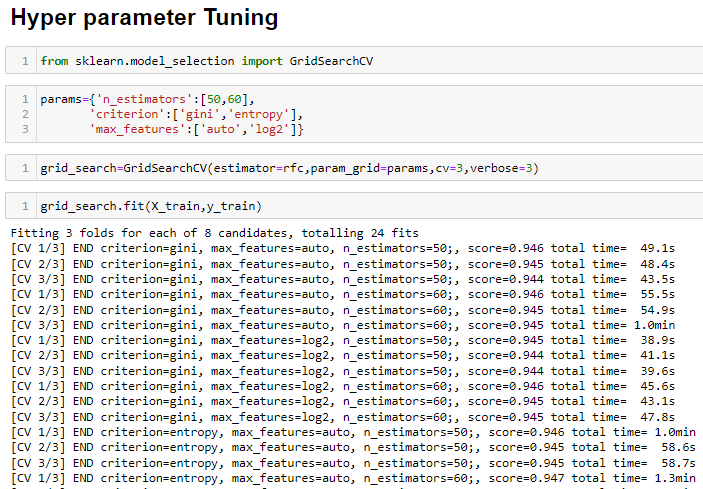 Hyper parameter Tuning
1 from sklearn.model_selection import GridSearchCV
1 params={'n_estimators':[50,60],
2 'criterion':['gini','entropy'],
3 'max_features':['auto','log2']}
1 grid_search=GridSearchCV(estimator=rfc,param_grid=params,cv=3,verbose=3)
1 grid_search.fit(X_train,y_train)
Fitting 3 folds for each of 8 candidates, totalling 24 fits
[CV 1/3] END criterion=gini, max_features=auto, n_estimators=50;, score=0.946 total time=  49.1s
[CV 2/3] END criterion=gini, max_features=auto, n_estimators=50;, score=0.945 total time=  48.4s
[CV 3/3] END criterion=gini, max_features=auto, n_estimators=50;, score=0.944 total time=  43.5s
[CV 1/3] END criterion=gini, max_features=auto, n_estimators=60;, score=0.946 total time=  55.5s
[CV 2/3] END criterion=gini, max_features=auto, n_estimators=60;, score=0.945 total time=  54.9s
[CV 3/3] END criterion=gini, max_features=auto, n_estimators=60;, score=0.945 total time= 1.0min
[CV 1/3] END criterion=gini, max_features=log2, n_estimators=50;, score=0.945 total time=  38.9s
[CV 2/3] END criterion=gini, max_features=log2, n_estimators=50;, score=0.944 total time=  41.1s
[CV 3/3] END criterion=gini, max_features=log2, n_estimators=50;, score=0.944 total time=  39.6s
[CV 1/3] END criterion=gini, max_features=log2, n_estimators=60;, score=0.946 total time=  45.6s
[CV 2/3] END criterion=gini, max_features=log2, n_estimators=60;, score=0.945 total time=  43.1s
[CV 3/3] END criterion=gini, max_features=log2, n_estimators=60;, score=0.945 total time=  47.8s
[CV 1/3] END criterion=entropy, max_features=auto, n_estimators=50;, score=0.946 total time= 1.0min
[CV 2/3] END criterion=entropy, max_features=auto, n_estimators=50;, score=0.945 total time=  58.6s
[CV 3/3] END criterion=entropy, max_features=auto, n_estimators=50;, score=0.945 total time=  58.7s
[CV 1/3] END criterion=entropy, max_features=auto, n_estimators=60;, score=0.947 total time= 1.3min